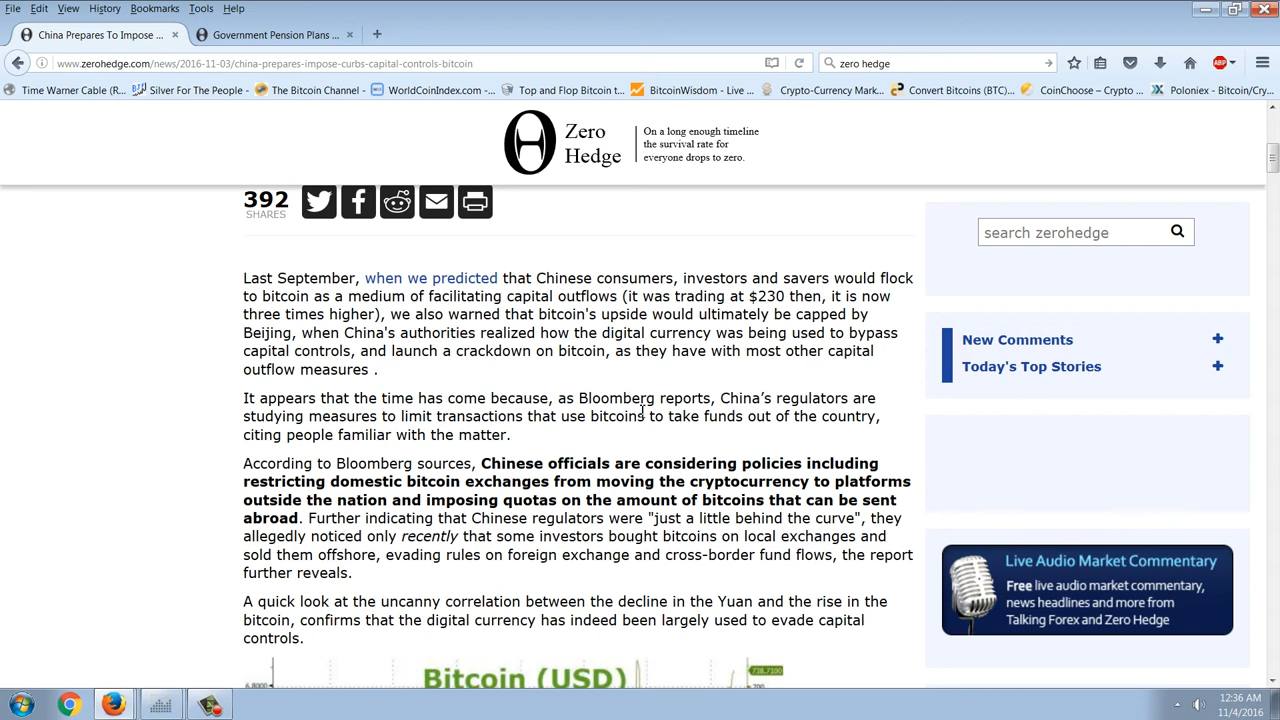 File Edit View History Bookmarks Tools Help
China Prepares To Impose ... × Government Pension Plans ... × +
www.zerohedge.com/news/2016-11-03/china-prepares-impose-curbs-capital-controls-bitcoin zero hedge ABP
Time Warner Cable (R... Silver For The People - The Bitcoin Channel - WorldCoinIndex.com -... Top and Flop Bitcoin t... BitcoinWisdom - Live ... Crypto-Currency Mark... Convert Bitcoins (BTC)... CoinChoose – Crypto ... Poloniex - Bitcoin/Cry...
Zero Hedge
On a long enough timeline
the survival rate for
everyone drops to zero.
392
SHARES
search zerohedge
Last September, when we predicted that Chinese consumers, investors and savers would flock
to bitcoin as a medium of facilitating capital outflows (it was trading at $230 then, it is now
three times higher), we also warned that bitcoin's upside would ultimately be capped by
Beijing, when China's authorities realized how the digital currency was being used to bypass
capital controls, and launch a crackdown on bitcoin, as they have with most other capital
outflow measures .
It appears that the time has come because, as Bloomberg reports, China’s regulators are
studying measures to limit transactions that use bitcoins to take funds out of the country,
citing people familiar with the matter.
According to Bloomberg sources, Chinese officials are considering policies including
restricting domestic bitcoin exchanges from moving the cryptocurrency to platforms
outside the nation and imposing quotas on the amount of bitcoins that can be sent
abroad. Further indicating that Chinese regulators were "just a little behind the curve", they
allegedly noticed only recently that some investors bought bitcoins on local exchanges and
sold them offshore, evading rules on foreign exchange and cross-border fund flows, the report
further reveals.
A quick look at the uncanny correlation between the decline in the Yuan and the rise in the
bitcoin, confirms that the digital currency has indeed been largely used to evade capital
controls.
New Comments +
Today's Top Stories +
Live Audio Market Commentary
Free live audio market commentary,
news headlines and more from
Talking Forex and Zero Hedge
Bitcoin (USD)
6.8000
738.7100
700
12:36 AM
11/4/2016